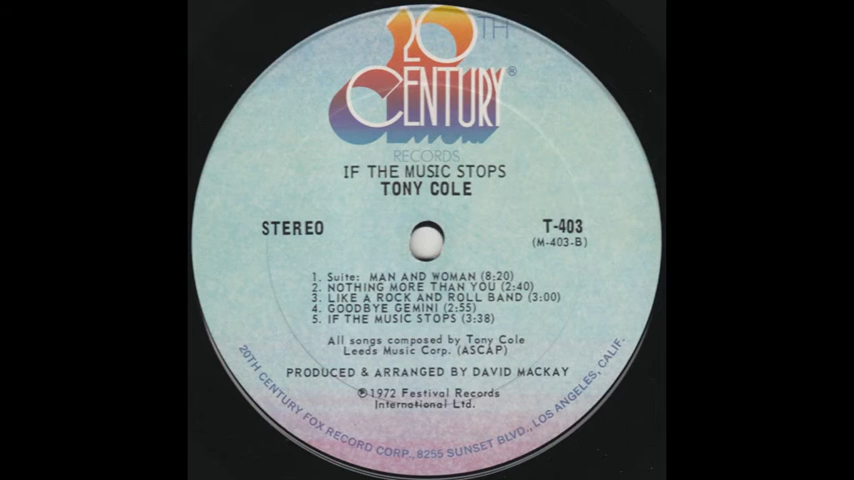 20TH
CENTURY®
RECORDS
IF THE MUSIC STOPS
TONY COLE
STEREO
T-403
(M-403-B)
1. Suite: MAN AND WOMAN (8:20)
2. NOTHING MORE THAN YOU (2:40)
3. LIKE A ROCK AND ROLL BAND (3:00)
4. GOODBYE GEMINI (2:55)
5. IF THE MUSIC STOPS (3:38)
All songs composed by Tony Cole
Leeds Music Corp. (ASCAP)
PRODUCED & ARRANGED BY DAVID MACKAY
℗1972 Festival Records
International Ltd.
20TH CENTURY FOX RECORD CORP., 8255 SUNSET BLVD., LOS ANGELES, CALIF.